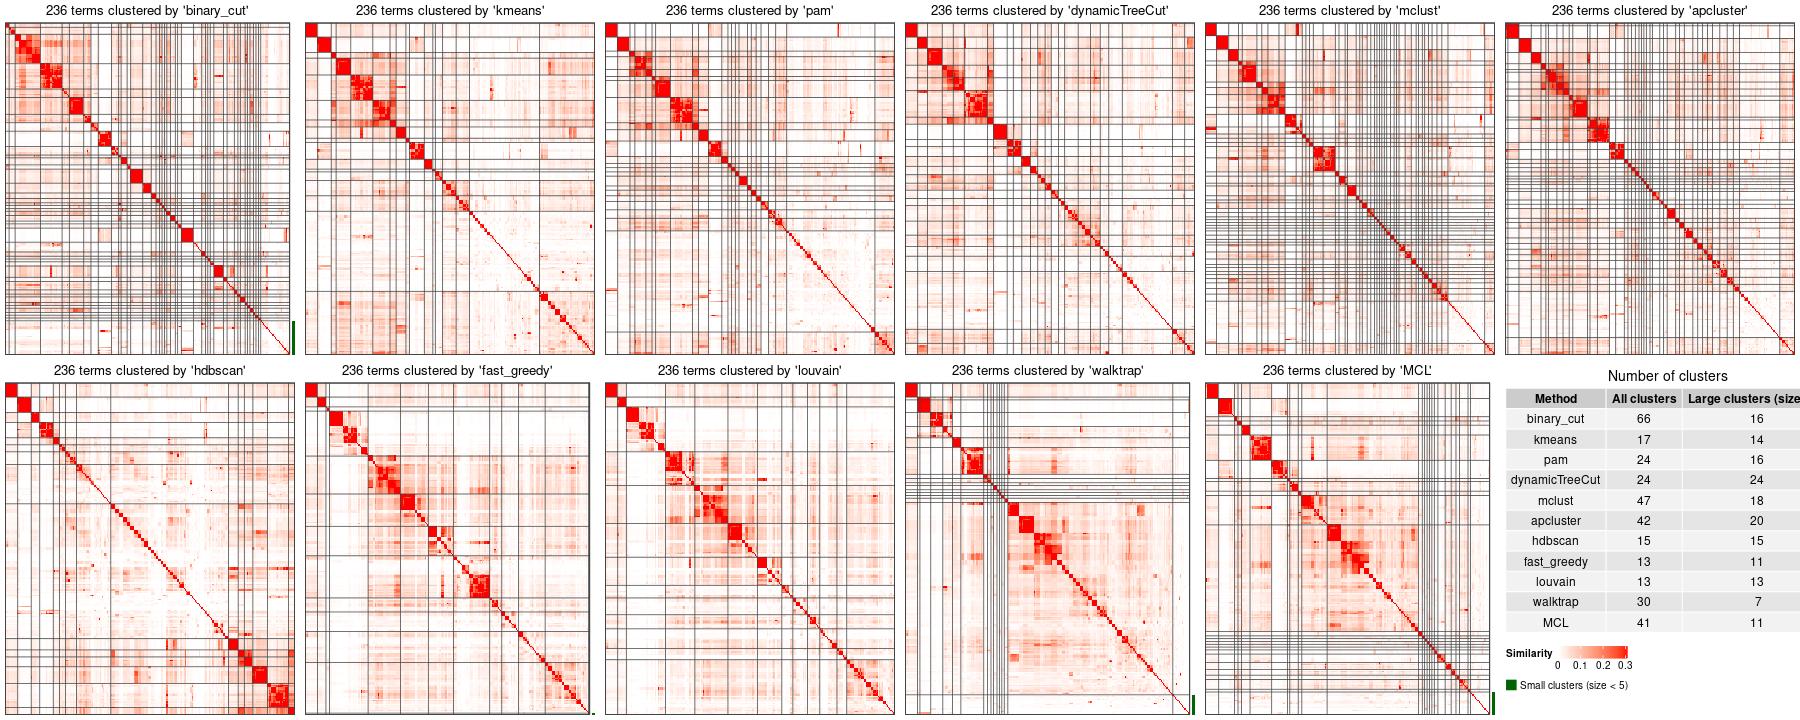 236 terms clustered by 'binary_cut'
236 terms clustered by 'kmeans'
236 terms clustered by 'pam'
236 terms clustered by 'dynamicTreeCut'
236 terms clustered by 'mclust'
236 terms clustered by 'apcluster'
236 terms clustered by 'hdbscan'
236 terms clustered by 'fast_greedy'
236 terms clustered by 'louvain'
236 terms clustered by 'walktrap'
236 terms clustered by 'MCL'
Number of clusters
Method All clusters Large clusters (size
binary_cut 66 16
kmeans 17 14
pam 24 16
dynamicTreeCut 24 24
mclust 47 18
apcluster 42 20
hdbscan 15 15
fast_greedy 13 11
louvain 13 13
walktrap 30 7
MCL 41 11
Similarity
0 0.1 0.2 0.3
Small clusters (size < 5)